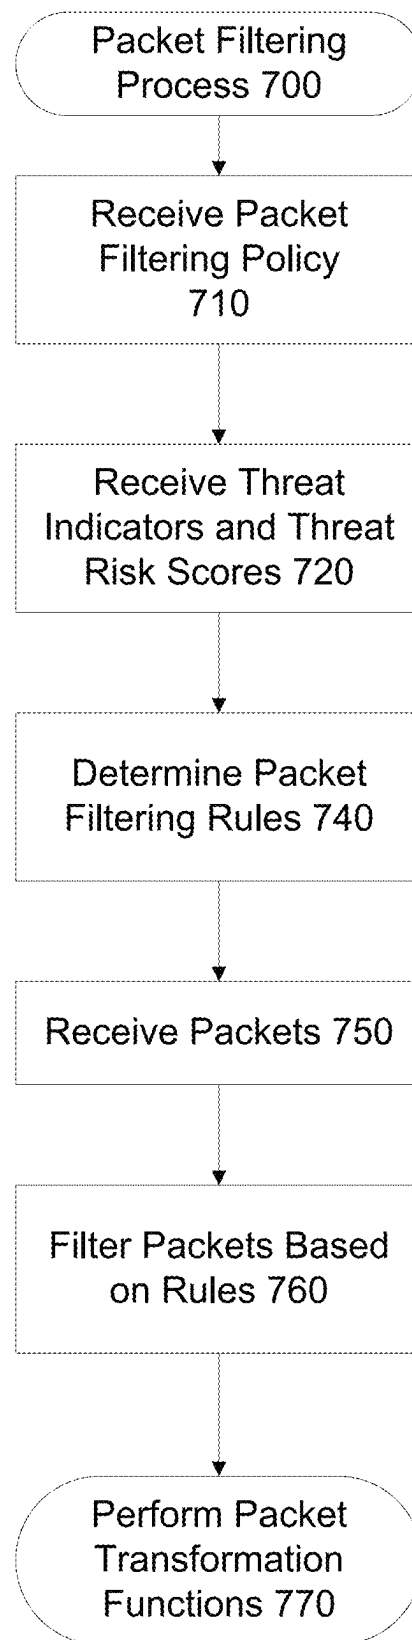 Packet Filtering
Process 700
Receive Packet
Filtering Policy
710
Receive Threat
Indicators and Threat
Risk Scores 720
Determine Packet
Filtering Rules 740
Receive Packets 750
Filter Packets Based
on Rules 760
Perform Packet
Transformation
Functions 770